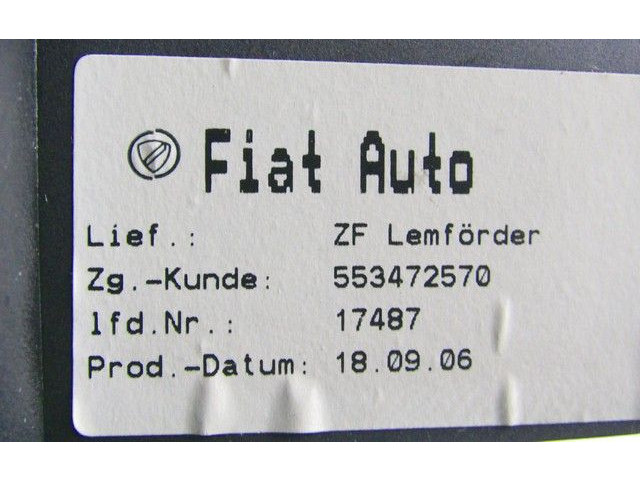 Fiat Auto
Lief.: ZF Lemförder
Zg.-Kunde: 553472570
lfd.Nr.: 17487
Prod.-Datum: 18.09.06